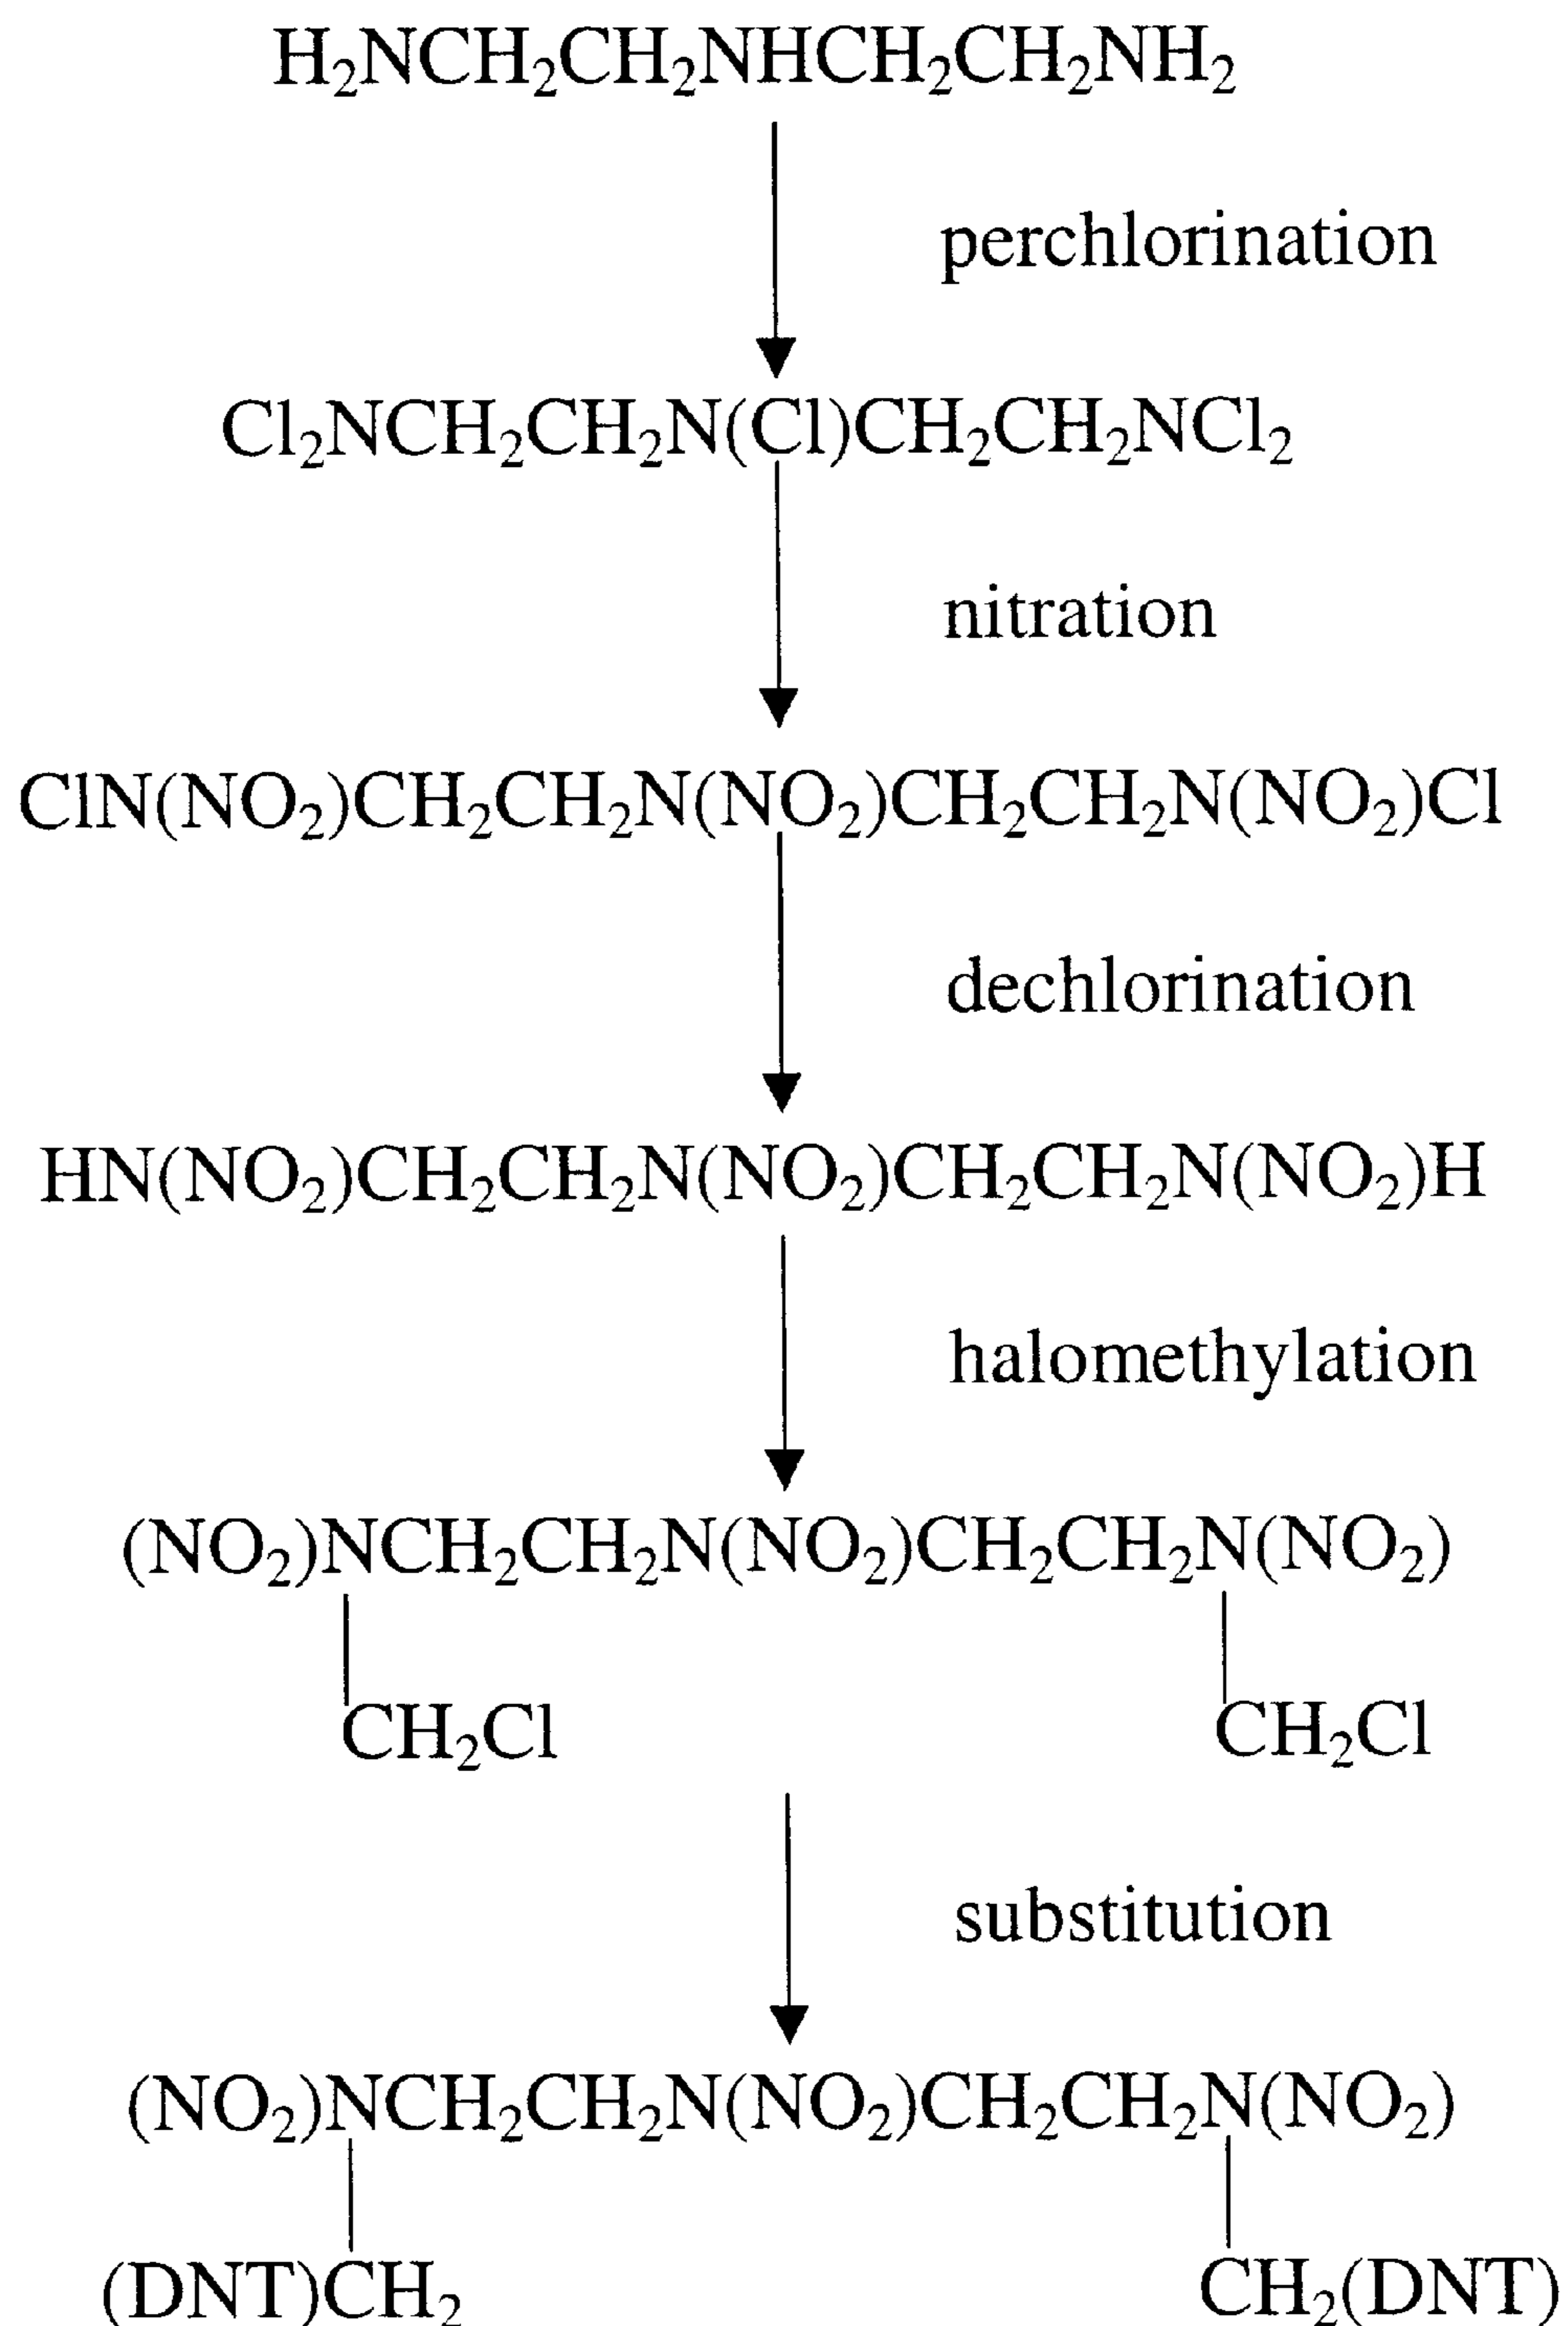 H₂NCH₂CH₂NHCH₂CH₂NH₂
perchlorination
Cl₂NCH₂CH₂N(Cl)CH₂CH₂NCl₂
nitration
ClN(NO₂)CH₂CH₂N(NO₂)CH₂CH₂N(NO₂)Cl
dechlorination
HN(NO₂)CH₂CH₂N(NO₂)CH₂CH₂N(NO₂)H
halomethylation
(NO₂)NCH₂CH₂N(NO₂)CH₂CH₂N(NO₂)
CH₂Cl CH₂Cl
substitution
(NO₂)NCH₂CH₂N(NO₂)CH₂CH₂N(NO₂)
(DNT)CH₂ CH₂(DNT)